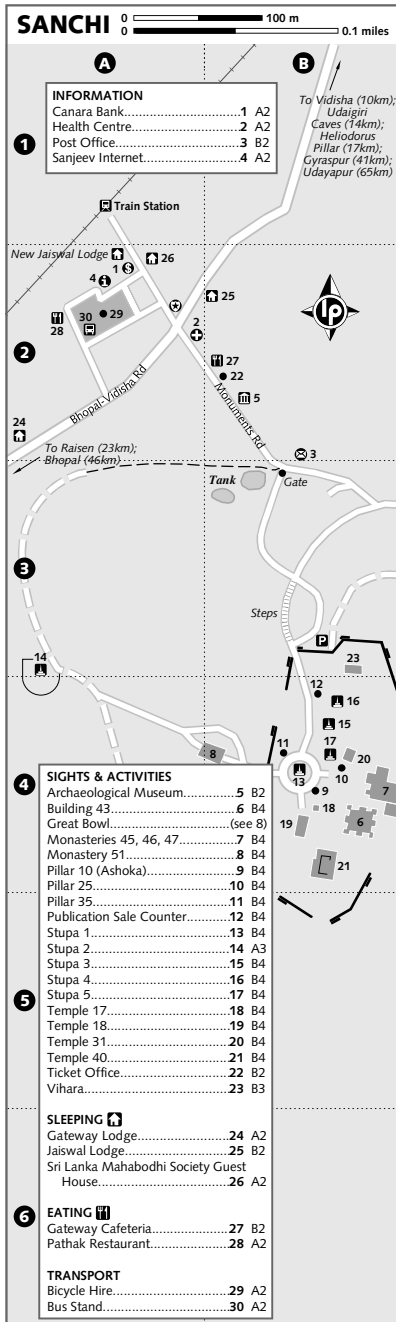 SANCHI
0 100 m
0 0.1 miles
A B
INFORMATION
Canara Bank..............................1 A2
Health Centre............................2 A2
Post Office................................3 B2
Sanjeev Internet.........................4 A2
1
To Vidisha (10km);
Udaigiri
Caves (14km);
Heliodorus
Pillar (17km);
Gyaraspur (41km);
Udayapur (65km)
Train Station
New Jaiswal Lodge
26
1 $
4
25
lp
30 29
28
2
2
27
22
5
Bhopal-Vidisha Rd
Monuments Rd
24
3
To Raisen (23km);
Bhopal (46km)
Tank
Gate
3
Steps
P
14
23
12
16
15
17
11
20
8
13
10
9
7
18
6
19
21
4
SIGHTS & ACTIVITIES
Archaeological Museum...............5 B2
Building 43................................6 B4
Great Bowl............................(see 8)
Monasteries 45, 46, 47...............7 B4
Monastery 51............................8 B4
Pillar 10 (Ashoka).......................9 B4
Pillar 25..................................10 B4
Pillar 35..................................11 B4
Publication Sale Counter...........12 B4
Stupa 1..................................13 B4
Stupa 2..................................14 A3
Stupa 3..................................15 B4
Stupa 4..................................16 B4
Stupa 5..................................17 B4
5
Temple 17..............................18 B4
Temple 18..............................19 B4
Temple 31..............................20 B4
Temple 40..............................21 B4
Ticket Office...........................22 B2
Vihara....................................23 B3
SLEEPING
Gateway Lodge........................24 A2
Jaiswal Lodge..........................25 B2
Sri Lanka Mahabodhi Society Guest
House................................26 A2
6
EATING
Gateway Cafeteria....................27 B2
Pathak Restaurant....................28 A2
TRANSPORT
Bicycle Hire.............................29 A2
Bus Stand...............................30 A2